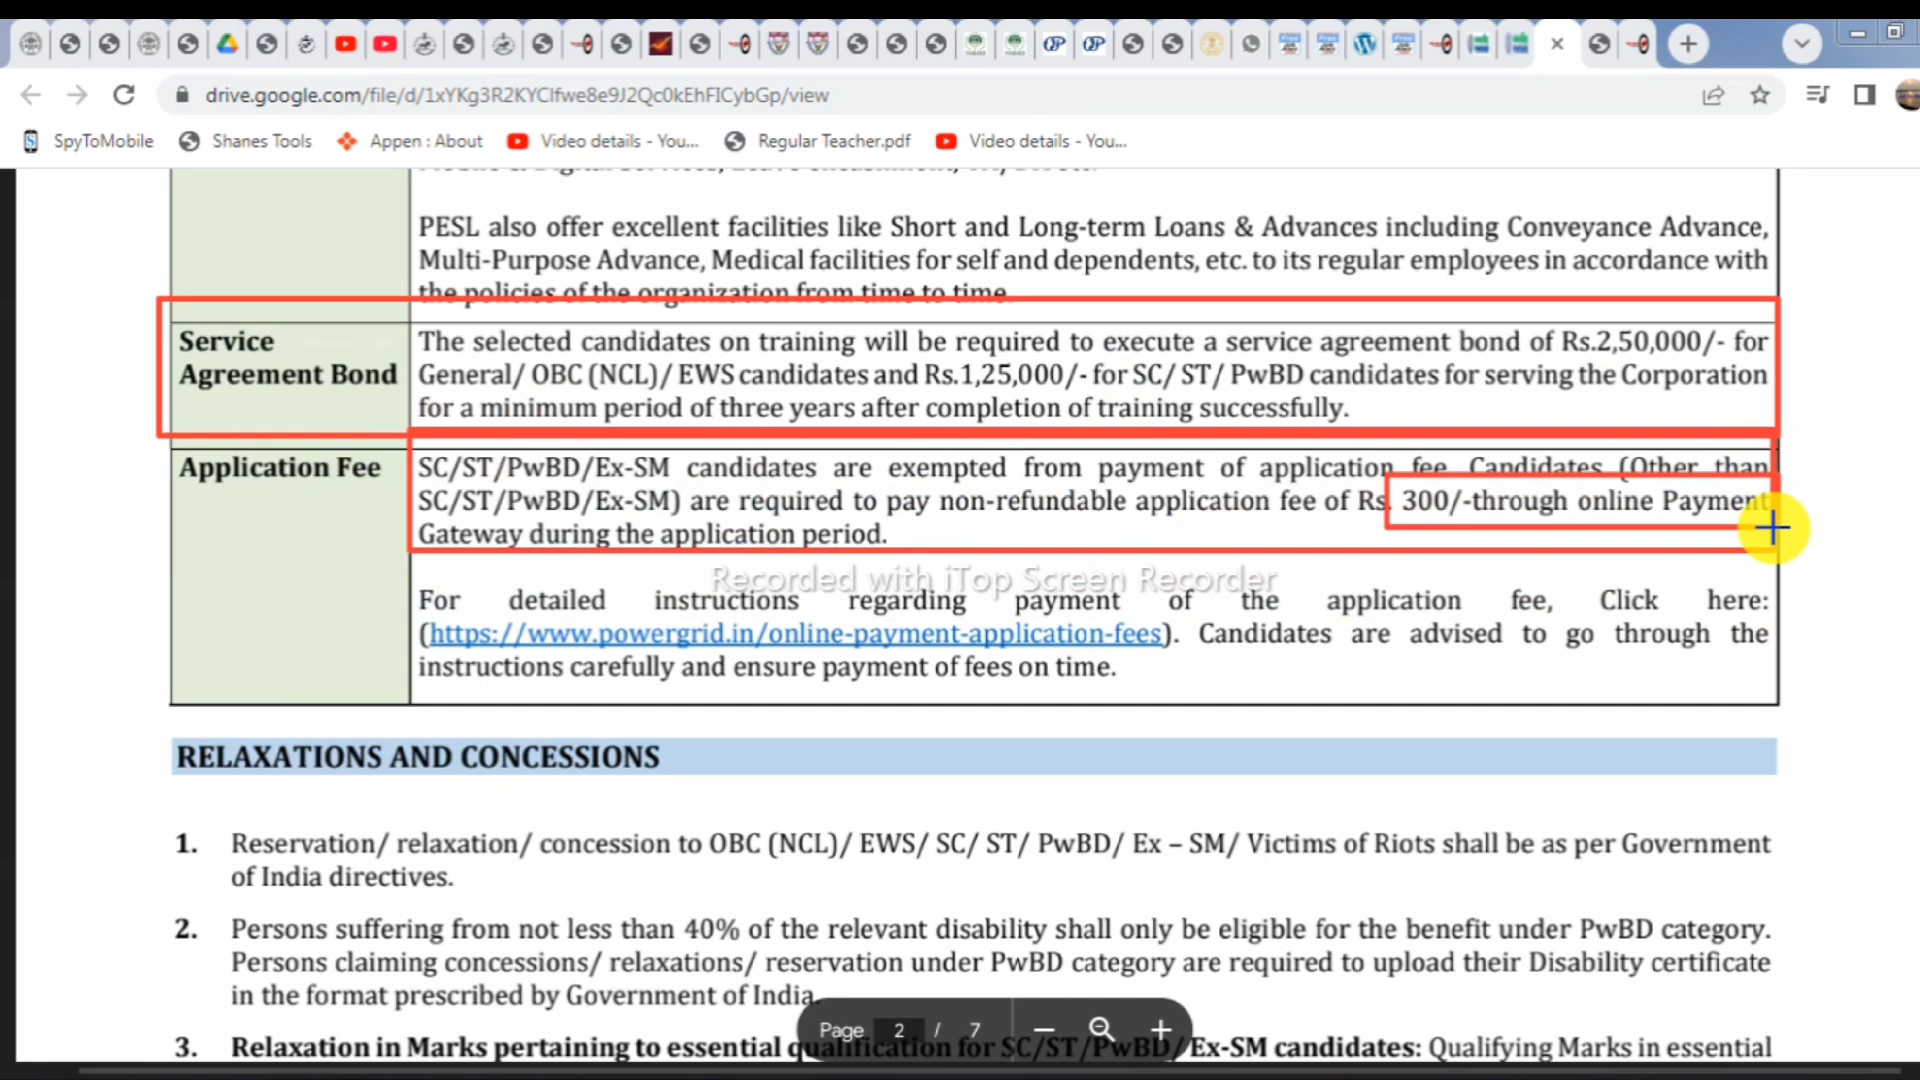 drive.google.com/file/d/1xYKg3R2KYClfwe8e9J2Qc0kEhFICybGp/view
SpyToMobile Shanes Tools Appen : About Video details - You... Regular Teacher.pdf Video details - You...
PESL also offer excellent facilities like Short and Long-term Loans & Advances including Conveyance Advance,
Multi-Purpose Advance, Medical facilities for self and dependents, etc. to its regular employees in accordance with
the policies of the organization from time to time.
Service
Agreement Bond
The selected candidates on training will be required to execute a service agreement bond of Rs.2,50,000/- for
General/ OBC (NCL)/ EWS candidates and Rs.1,25,000/- for SC/ ST/ PwBD candidates for serving the Corporation
for a minimum period of three years after completion of training successfully.
Application Fee
SC/ST/PwBD/Ex-SM candidates are exempted from payment of application fee. Candidates (Other than
SC/ST/PwBD/Ex-SM) are required to pay non-refundable application fee of Rs. 300/-through online Payment
Gateway during the application period.
Recorded with iTop Screen Recorder
For detailed instructions regarding payment of the application fee, Click here:
(https://www.powergrid.in/online-payment-application-fees). Candidates are advised to go through the
instructions carefully and ensure payment of fees on time.
RELAXATIONS AND CONCESSIONS
1. Reservation/ relaxation/ concession to OBC (NCL)/ EWS/ SC/ ST/ PwBD/ Ex – SM/ Victims of Riots shall be as per Government
of India directives.
2. Persons suffering from not less than 40% of the relevant disability shall only be eligible for the benefit under PwBD category.
Persons claiming concessions/ relaxations/ reservation under PwBD category are required to upload their Disability certificate
in the format prescribed by Government of India.
Page 2 / 7
3. Relaxation in Marks pertaining to essential qualification for SC/ST/PwBD/Ex-SM candidates: Qualifying Marks in essential